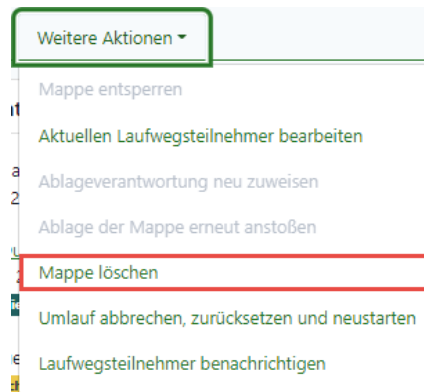 Weitere Aktionen
Mappe entsperren
Aktuellen Laufwegsteilnehmer bearbeiten
Ablageverantwortung neu zuweisen
Ablage der Mappe erneut anstoßen
Mappe löschen
Umlauf abbrechen, zurücksetzen und neustarten
Laufwegsteilnehmer benachrichtigen